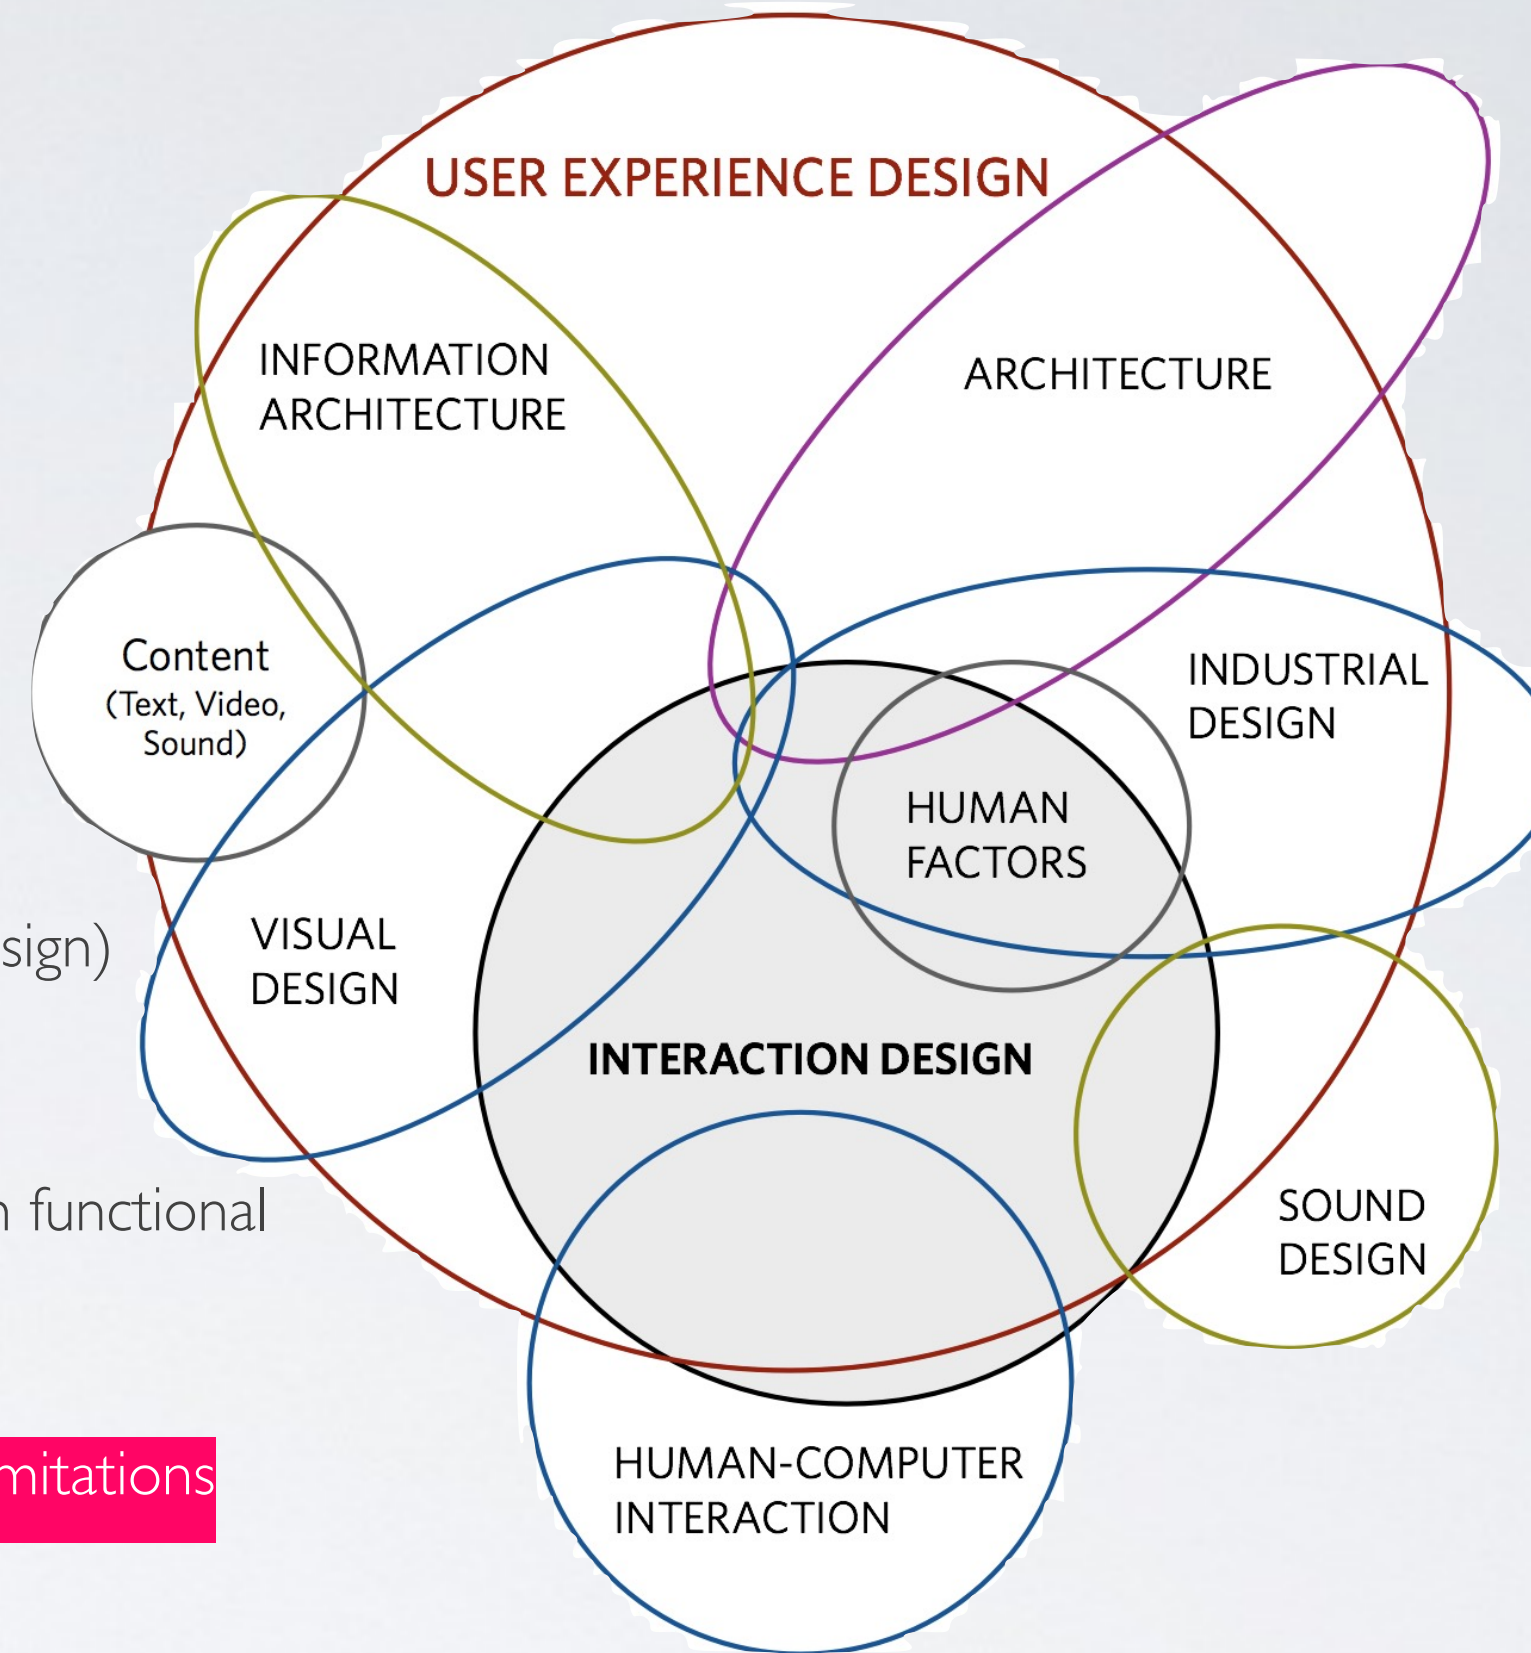 USER EXPERIENCE DESIGN
INFORMATION
ARCHITECTURE
ARCHITECTURE
Content
(Text, Video,
Sound)
INDUSTRIAL
DESIGN
HUMAN
FACTORS
sign)
VISUAL
DESIGN
INTERACTION DESIGN
functional
SOUND
DESIGN
mitations
HUMAN-COMPUTER
INTERACTION